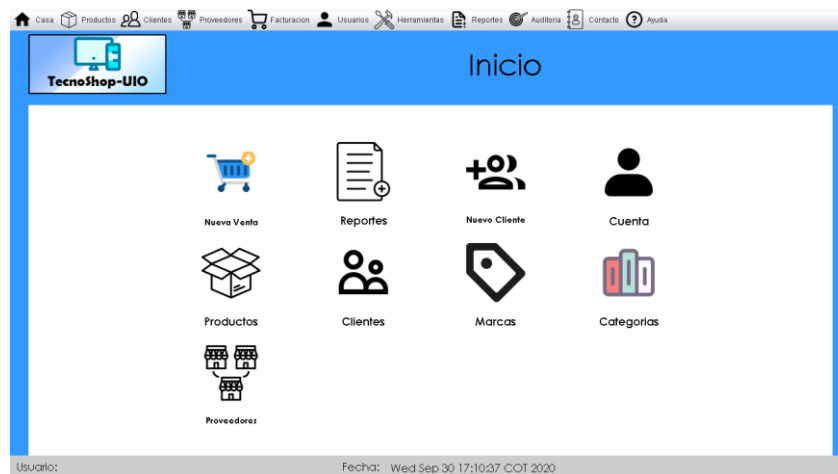 Casa Productos Clientes Proveedores Facturacion Usuarios Herramientas Reportes Auditoria Contacto Ayuda
TecnoShop-UIO
Inicio
Nueva Venta Reportes Nuevo Cliente Cuenta
Productos Clientes Marcas Categorias
Proveedores
Usuario: Fecha: Wed Sep 30 17:10:37 COT 2020